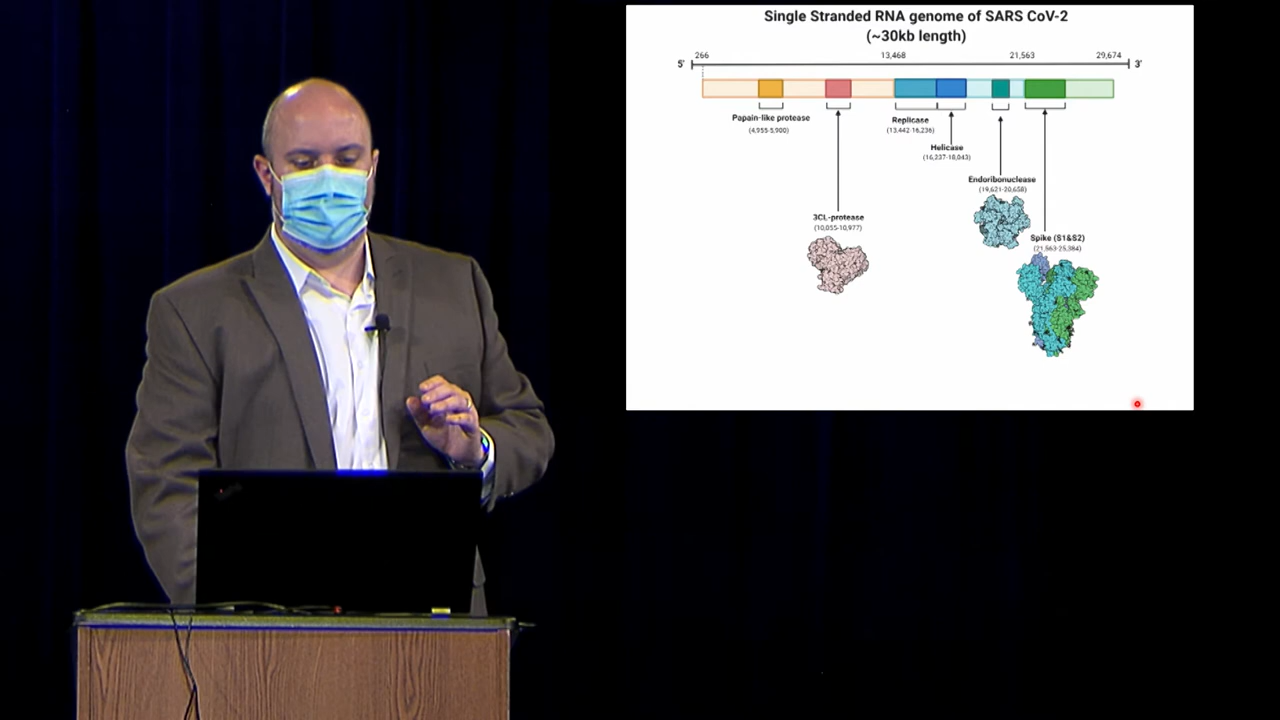 Single Stranded RNA genome of SARS CoV-2
(~30kb length)
266 13,468 21,563 29,674
5' 3'
Papain-like protease
(4,955-5,900)
Replicase
(13,442-16,236)
Helicase
(16,237-18,043)
Endoribonuclease
(19,621-20,658)
3CL-protease
(10,055-10,977)
Spike (S1&S2)
(21,563-25,384)